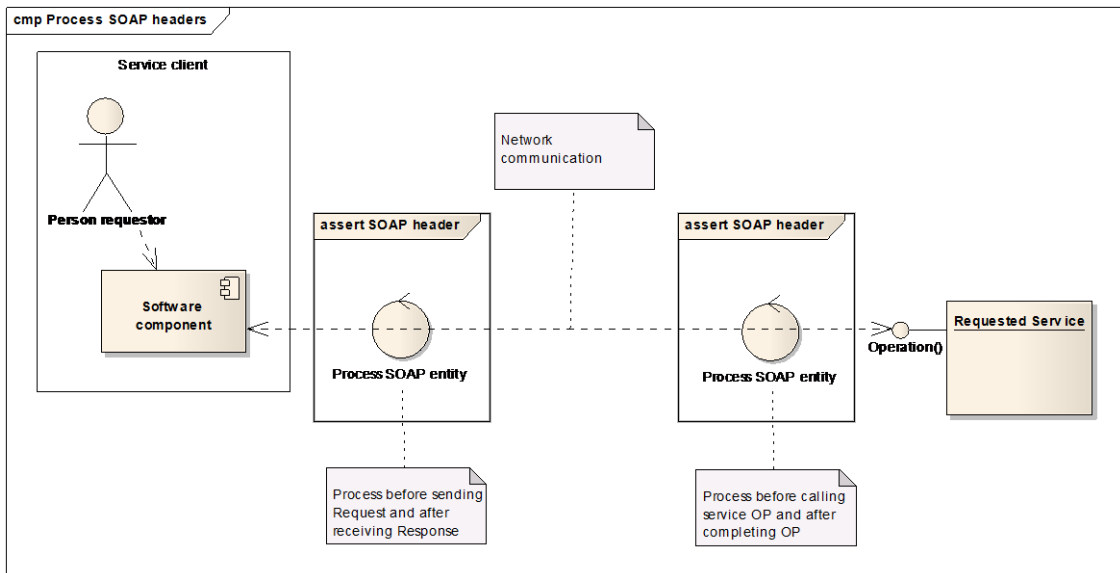 cmp Process SOAP headers
Service client
Person requestor
Software
component
Network
communication
assert SOAP header
Process SOAP entity
Process before sending
Request and after
receiving Response
assert SOAP header
Process SOAP entity
Process before calling
service OP and after
completing OP
Operation()
Requested Service